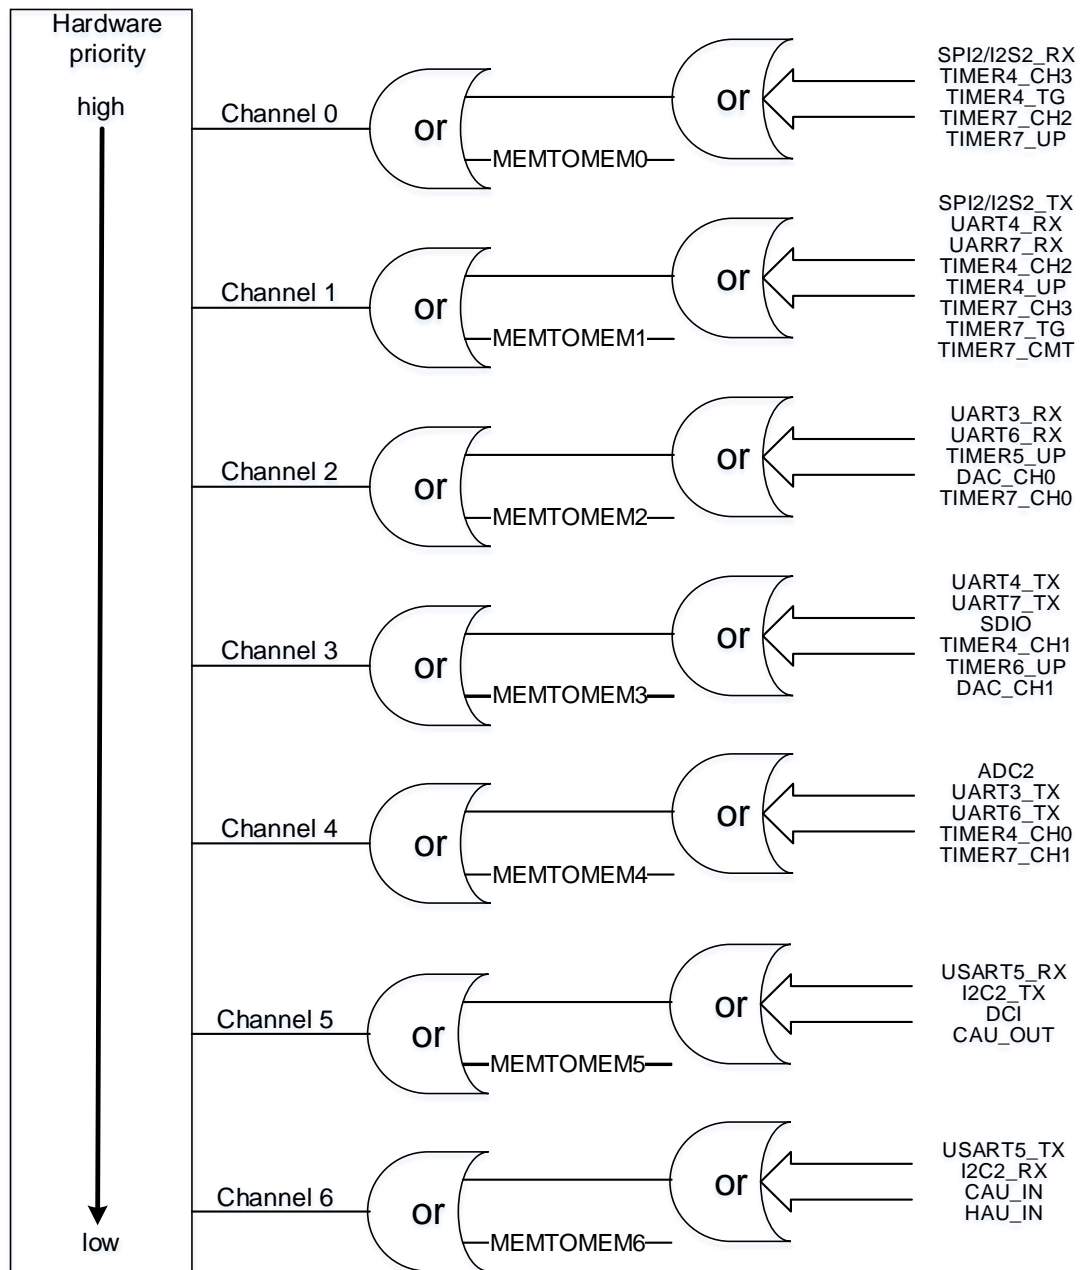 Hardware
priority
high
low
Channel 0
or
MEMTOMEM0
or
SPI2/I2S2_RX
TIMER4_CH3
TIMER4_TG
TIMER7_CH2
TIMER7_UP
Channel 1
or
MEMTOMEM1
or
SPI2/I2S2_TX
UART4_RX
UARR7_RX
TIMER4_CH2
TIMER4_UP
TIMER7_CH3
TIMER7_TG
TIMER7_CMT
Channel 2
or
MEMTOMEM2
or
UART3_RX
UART6_RX
TIMER5_UP
DAC_CH0
TIMER7_CH0
Channel 3
or
MEMTOMEM3
or
UART4_TX
UART7_TX
SDIO
TIMER4_CH1
TIMER6_UP
DAC_CH1
Channel 4
or
MEMTOMEM4
or
ADC2
UART3_TX
UART6_TX
TIMER4_CH0
TIMER7_CH1
Channel 5
or
MEMTOMEM5
or
USART5_RX
I2C2_TX
DCI
CAU_OUT
Channel 6
or
MEMTOMEM6
or
USART5_TX
I2C2_RX
CAU_IN
HAU_IN